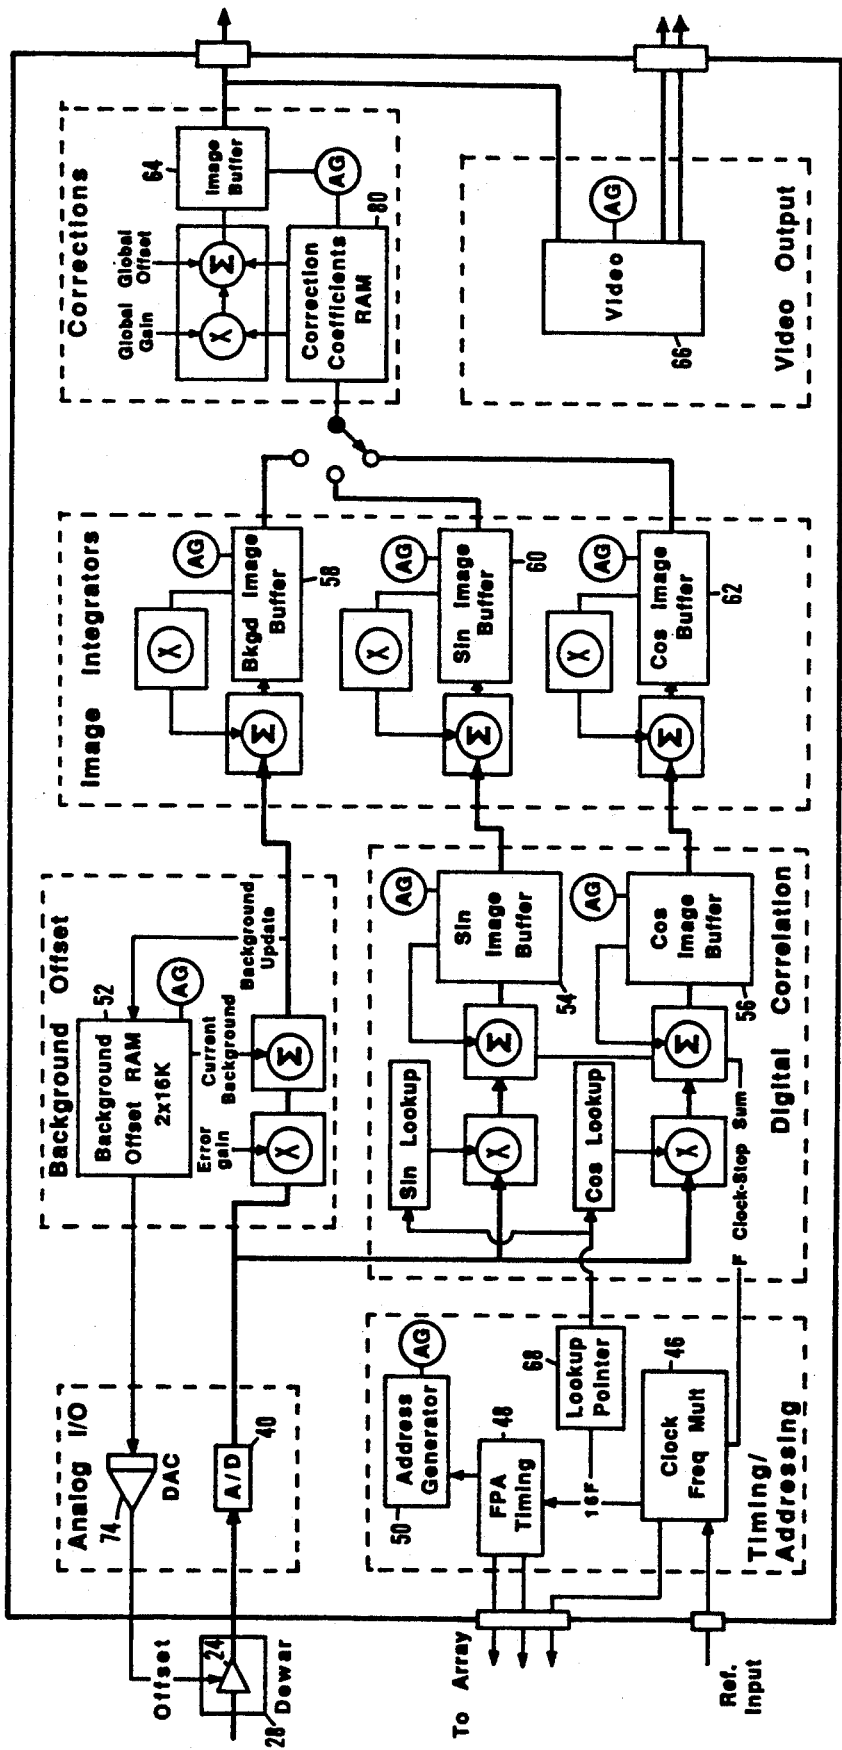 Offset
24
28
Dewar
To Array
Ref.
Input
Analog I/O
74
DAC
A/D
40
Background Offset
Background
Offset RAM
2x16K
52
AG
Error
gain
Current
Background
Background
Update
X
Σ
Timing/
Addressing
Address
Generator
50
AG
FPA
Timing
48
16F
Lookup
Pointer
68
Clock
Freq Mult
46
F Clock-Stop Sum
Digital Correlation
Sin Lookup
X
Σ
Sin
Image
Buffer
54
AG
Cos Lookup
X
Σ
Cos
Image
Buffer
56
AG
Image Integrators
Σ
X
Bkgd Image
Buffer
58
AG
Σ
X
Sin Image
Buffer
60
AG
Σ
X
Cos Image
Buffer
62
AG
Corrections
Global
Gain
Global
Offset
X
Σ
Image
Buffer
64
AG
Correction
Coefficients
RAM
80
Video Output
Video
66
AG